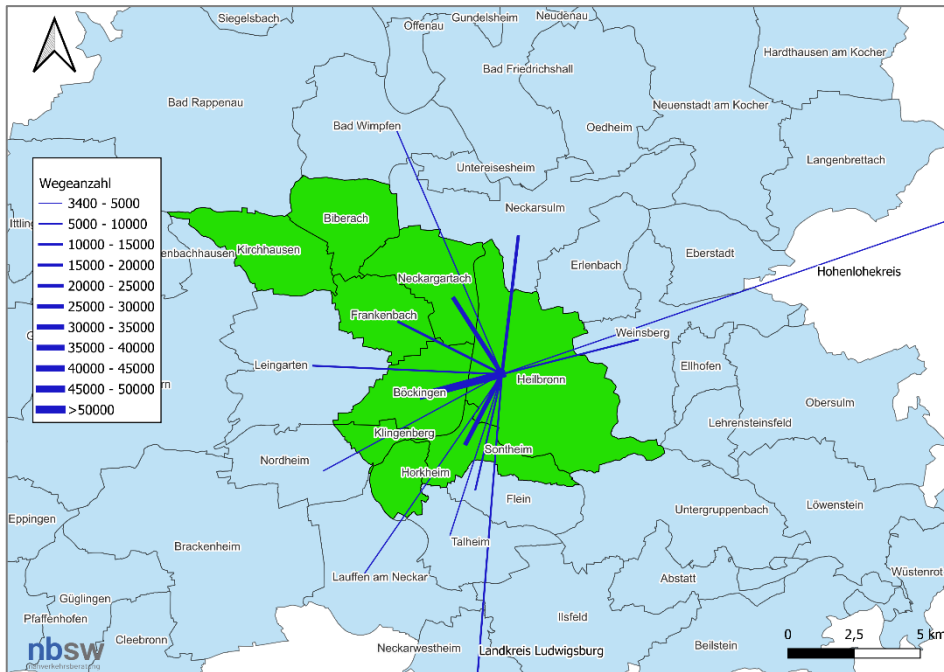 Siegelsbach
Offenau
Gundelsheim
Neudenau
Hardthausen am Kocher
Bad Friedrichshall
Bad Rappenau
Neuenstadt am Kocher
Bad Wimpfen
Oedheim
Langenbrettach
Untereisesheim
Wegeanzahl
3400 - 5000
5000 - 10000
10000 - 15000
15000 - 20000
20000 - 25000
25000 - 30000
30000 - 35000
35000 - 40000
40000 - 45000
45000 - 50000
>50000
Ittling
Biberach
Neckarsulm
Kirchhausen
enbachhausen
Eberstadt
Erlenbach
Hohenlohekreis
Neckargartach
Frankenbach
Weinsberg
Leingarten
Ellhofen
Heilbronn
Böckingen
Obersulm
Lehrensteinsfeld
Klingenberg
Sontheim
Nordheim
Horkheim
Flein
Löwenstein
Untergruppenbach
Eppingen
Talheim
Brackenheim
Lauffen am Neckar
Abstatt
Wüstenrot
Güglingen
Pfaffenhofen
Ilsfeld
Cleebronn
Neckarwestheim
Landkreis Ludwigsburg
Beilstein
nbsw
0 2,5 5 km